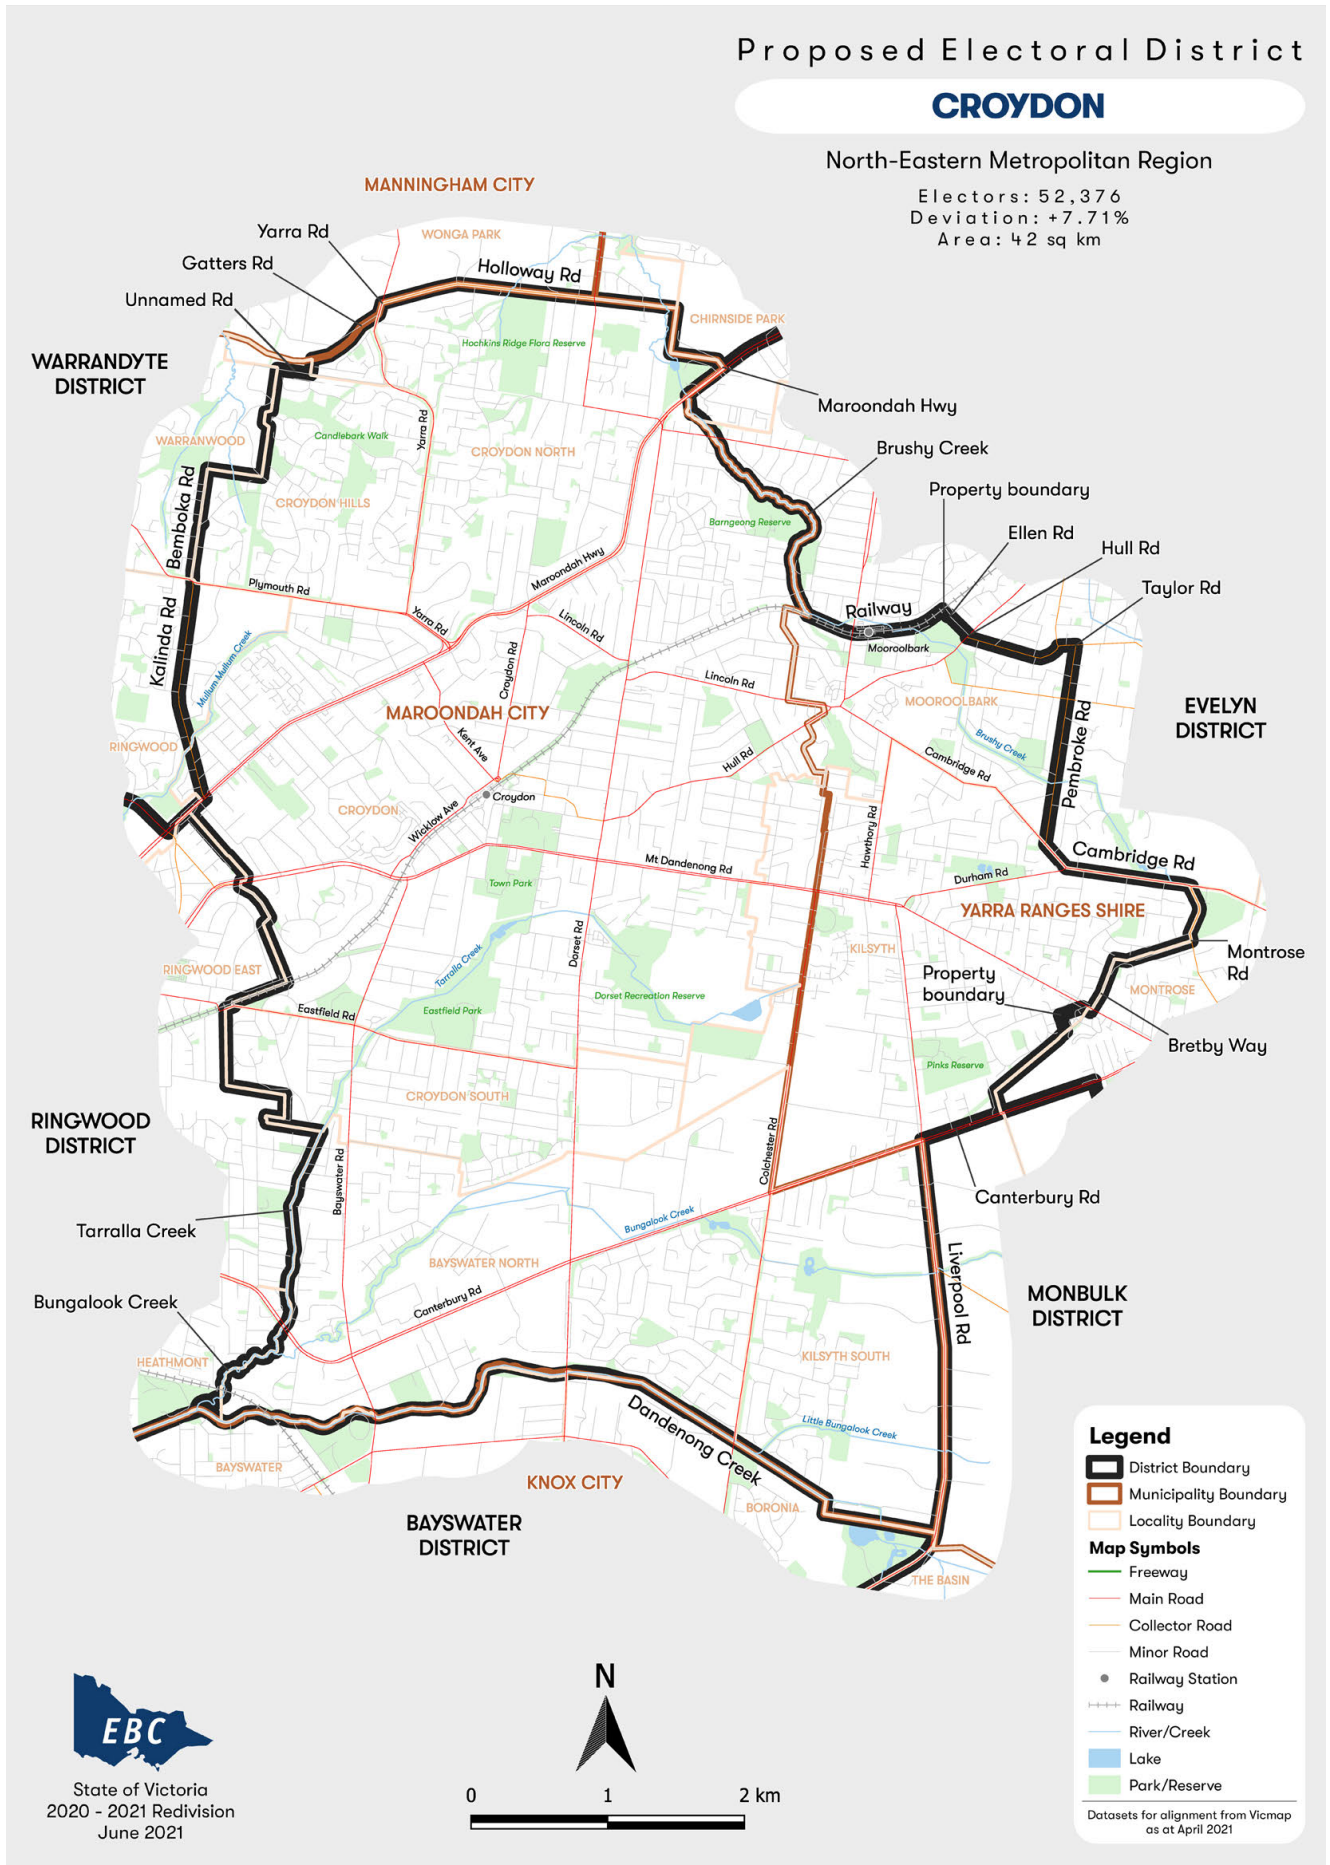 Proposed Electoral District
CROYDON
North-Eastern Metropolitan Region
Electors: 52,376
Deviation: +7.71%
Area: 42 sq km
MANNINGHAM CITY
Yarra Rd
WONGA PARK
Gatters Rd
Holloway Rd
Unnamed Rd
CHIRNSIDE PARK
Hochkins Ridge Flora Reserve
WARRANDYTE
DISTRICT
Maroondah Hwy
Yarra Rd
Candlebark Walk
WARRANWOOD
CROYDON NORTH
Brushy Creek
Bemboka Rd
CROYDON HILLS
Property boundary
Barngeong Reserve
Ellen Rd
Hull Rd
Maroondah Hwy
Plymouth Rd
Taylor Rd
Kalinda Rd
Yarra Rd
Lincoln Rd
Railway
Mooroolbark
Mullum Mullum Creek
Croydon Rd
Lincoln Rd
MOOROOLBARK
MAROONDAH CITY
EVELYN
DISTRICT
RINGWOOD
Kent Ave
Hull Rd
Brushy Creek
Cambridge Rd
Pembroke Rd
CROYDON
Croydon
Wicklow Ave
Hawthory Rd
Mt Dandenong Rd
Cambridge Rd
Town Park
Durham Rd
YARRA RANGES SHIRE
Dorset Rd
KILSYTH
Montrose
Rd
Tarralla Creek
RINGWOOD EAST
Property
boundary
MONTROSE
Dorset Recreation Reserve
Eastfield Rd
Eastfield Park
Bretby Way
Pinks Reserve
CROYDON SOUTH
RINGWOOD
DISTRICT
Colchester Rd
Bayswater Rd
Canterbury Rd
Tarralla Creek
Bungalook Creek
BAYSWATER NORTH
Liverpool Rd
Bungalook Creek
Canterbury Rd
MONBULK
DISTRICT
HEATHMONT
KILSYTH SOUTH
Dandenong Creek
Little Bungalook Creek
BAYSWATER
KNOX CITY
BORONIA
BAYSWATER
DISTRICT
THE BASIN
Legend
District Boundary
Municipality Boundary
Locality Boundary
Map Symbols
Freeway
Main Road
Collector Road
Minor Road
Railway Station
Railway
River/Creek
Lake
Park/Reserve
Datasets for alignment from Vicmap
as at April 2021
N
0 1 2 km
EBC
State of Victoria
2020 - 2021 Redivision
June 2021